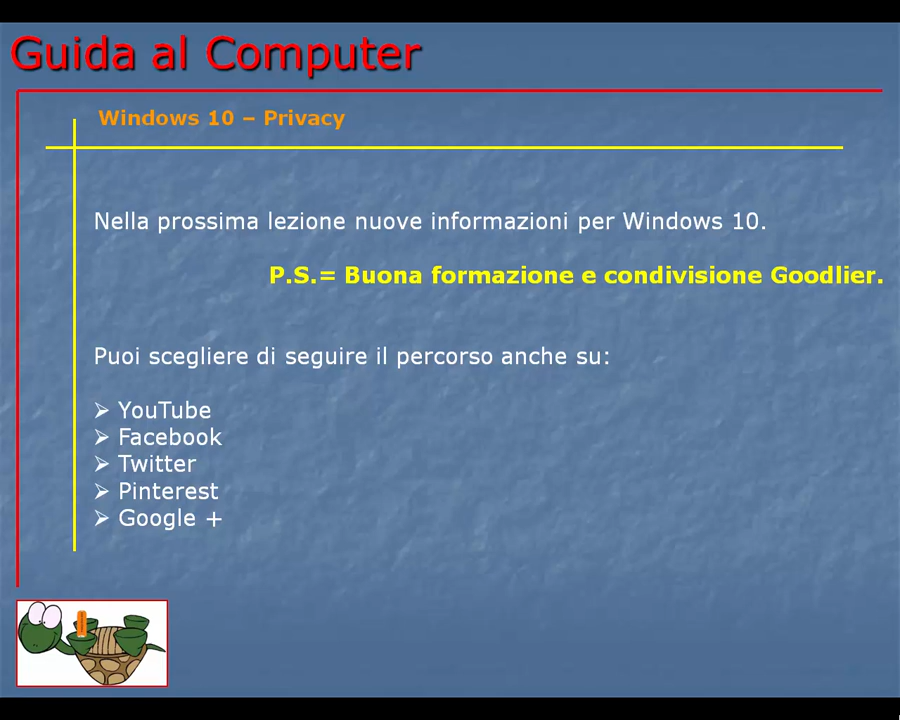 Guida al Computer
Windows 10 – Privacy
Nella prossima lezione nuove informazioni per Windows 10.
P.S.= Buona formazione e condivisione Goodlier.
Puoi scegliere di seguire il percorso anche su:
➢ YouTube
➢ Facebook
➢ Twitter
➢ Pinterest
➢ Google +